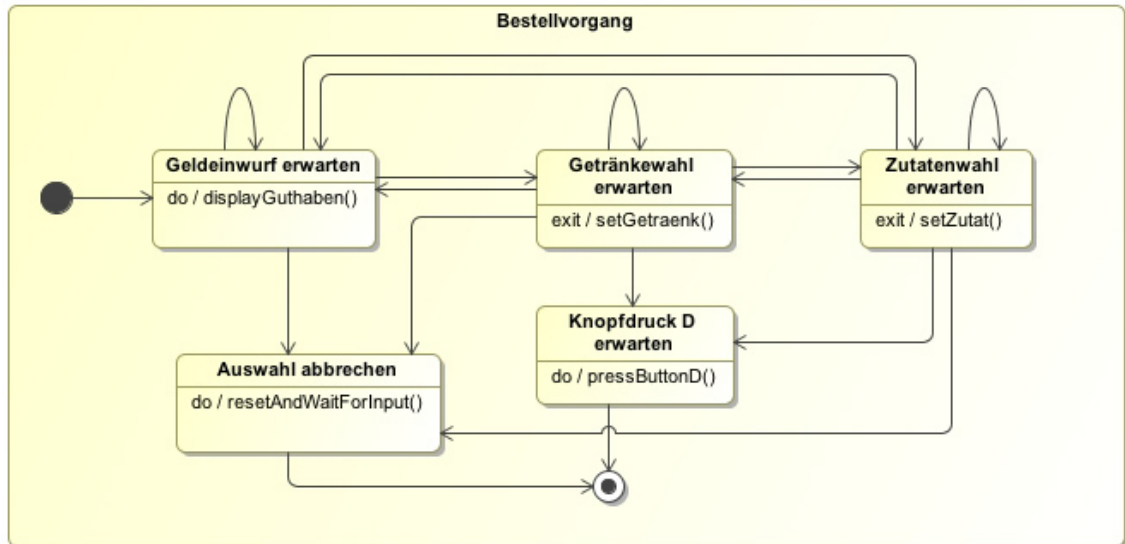 Bestellvorgang
Geldeinwurf erwarten
do / displayGuthaben()
Getränkewahl
erwarten
exit / setGetraenk()
Zutatenwahl
erwarten
exit / setZutat()
Knopfdruck D
erwarten
do / pressButtonD()
Auswahl abbrechen
do / resetAndWaitForInput()